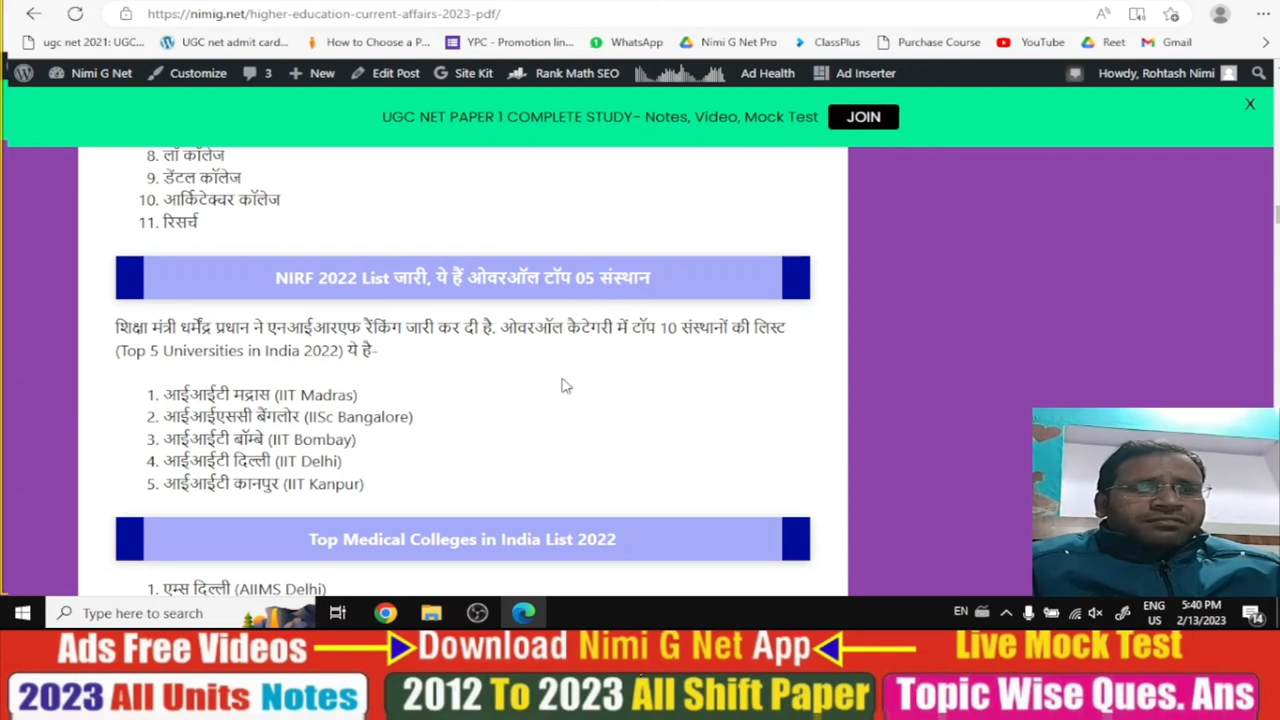 https://nimig.net/higher-education-current-affairs-2023-pdf/
ugc net 2021: UGC... UGC net admit card... How to Choose a P... YPC - Promotion lin... WhatsApp Nimi G Net Pro ClassPlus Purchase Course YouTube Reet Gmail
Nimi G Net Customize 3 New Edit Post Site Kit Rank Math SEO Ad Health Ad Inserter Howdy, Rohtash Nimi
UGC NET PAPER 1 COMPLETE STUDY- Notes, Video, Mock Test JOIN X
8. लॉ कॉलेज
9. डेंटल कॉलेज
10. आर्किटेक्चर कॉलेज
11. रिसर्च
NIRF 2022 List जारी, ये हैं ओवरऑल टॉप 05 संस्थान
शिक्षा मंत्री धर्मेंद्र प्रधान ने एनआईआरएफ रैंकिंग जारी कर दी है. ओवरऑल कैटेगरी में टॉप 10 संस्थानों की लिस्ट
(Top 5 Universities in India 2022) ये है-
1. आईआईटी मद्रास (IIT Madras)
2. आईआईएससी बेंगलोर (IISc Bangalore)
3. आईआईटी बॉम्बे (IIT Bombay)
4. आईआईटी दिल्ली (IIT Delhi)
5. आईआईटी कानपुर (IIT Kanpur)
Top Medical Colleges in India List 2022
1. एम्स दिल्ली (AIIMS Delhi)
Type here to search EN ENG 5:40 PM
US 2/13/2023 14
Ads Free Videos Download Nimi G Net App Live Mock Test
2023 All Units Notes 2012 To 2023 All Shift Paper Topic Wise Ques. Ans